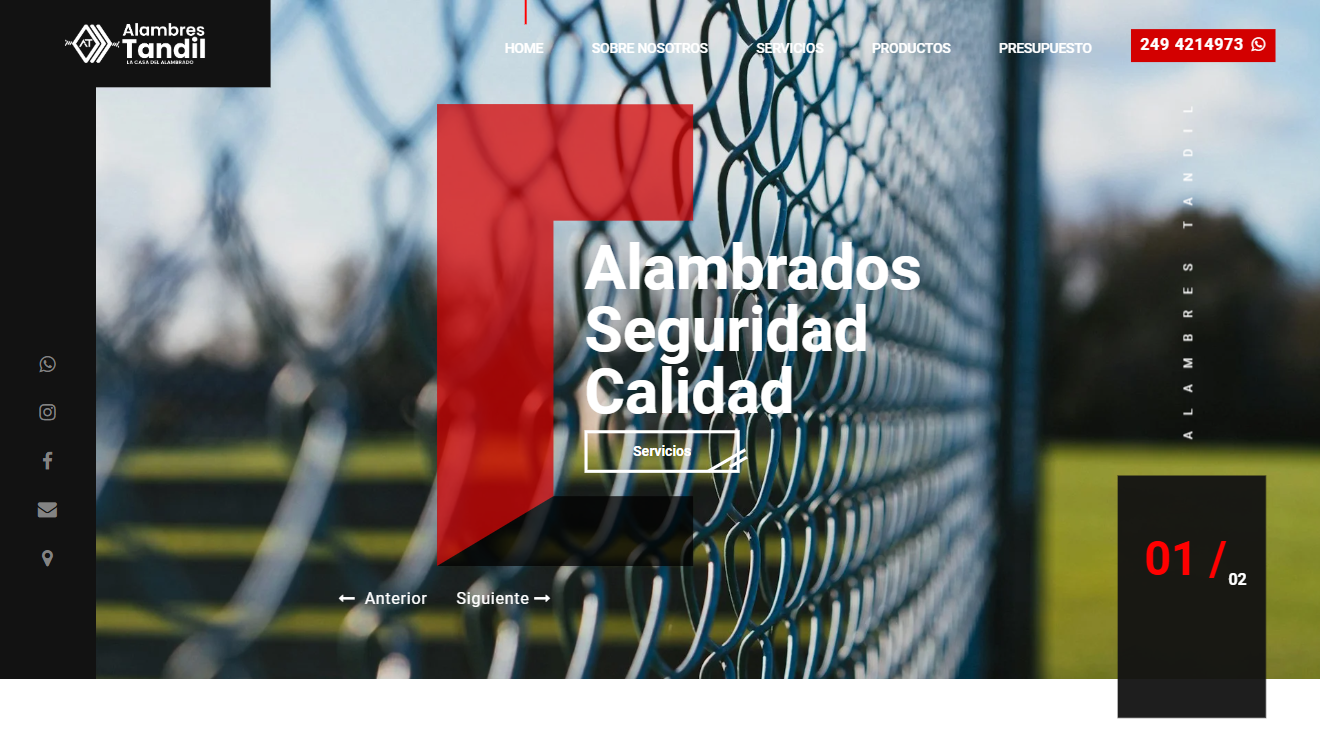 Alambres
AT
Tandil
LA CASA DEL ALAMBRADO
HOME SOBRE NOSOTROS SERVICIOS PRODUCTOS PRESUPUESTO
249 4214973
ALAMBRES TANDIL
Alambrados
Seguridad
Calidad
Servicios
Anterior Siguiente
01 /
02